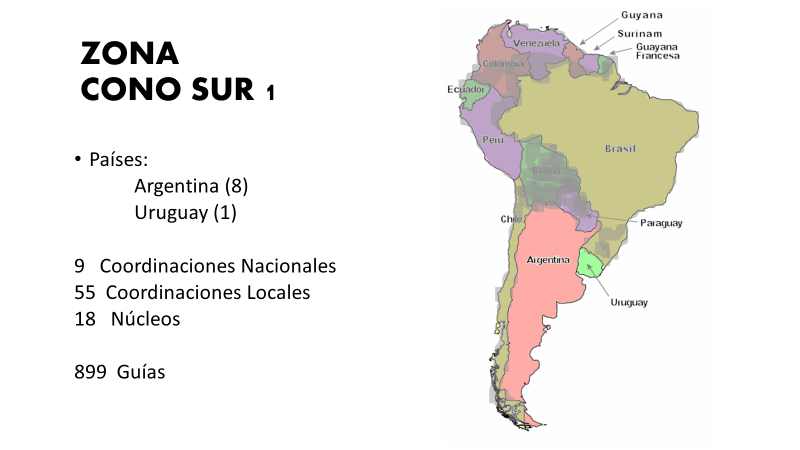 ZONA
CONO SUR 1
• Países:
Argentina (8)
Uruguay (1)
9 Coordinaciones Nacionales
55 Coordinaciones Locales
18 Núcleos
899 Guías
Guyana
Surinam
Guayana
Francesa
Venezuela
Colombia
Ecuador
Perú
Brasil
Bolivia
Chile
Paraguay
Argentina
Uruguay